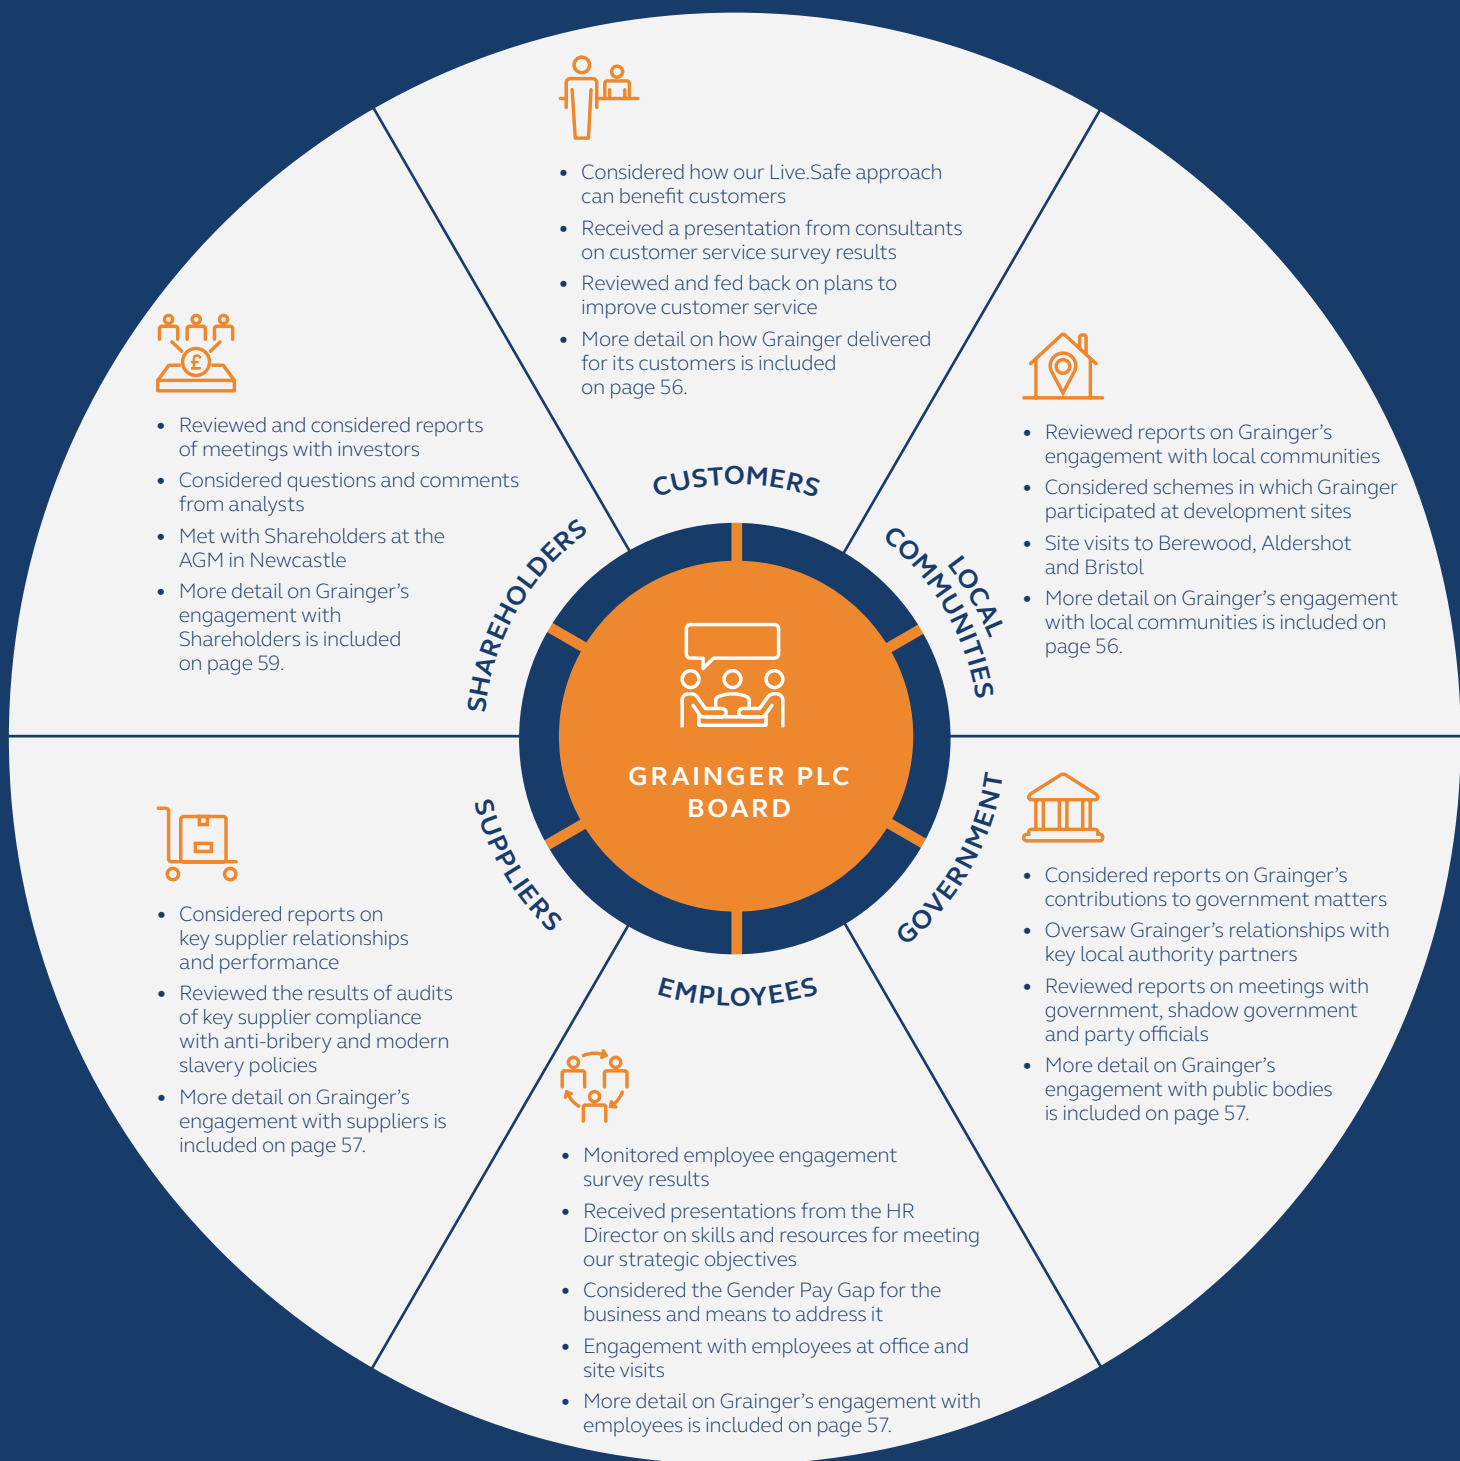 • Considered how our Live.Safe approach
can benefit customers
• Received a presentation from consultants
on customer service survey results
• Reviewed and fed back on plans to
improve customer service
• More detail on how Grainger delivered
for its customers is included
on page 56.
CUSTOMERS
£
• Reviewed and considered reports
of meetings with investors
• Considered questions and comments
from analysts
• Met with Shareholders at the
AGM in Newcastle
• More detail on Grainger’s
engagement with
Shareholders is included
on page 59.
SHAREHOLDERS
• Reviewed reports on Grainger’s
engagement with local communities
• Considered schemes in which Grainger
participated at development sites
• Site visits to Berewood, Aldershot
and Bristol
• More detail on Grainger’s engagement
with local communities is included on
page 56.
LOCAL
COMMUNITIES
GRAINGER PLC
BOARD
• Considered reports on
key supplier relationships
and performance
• Reviewed the results of audits
of key supplier compliance
with anti-bribery and modern
slavery policies
• More detail on Grainger’s
engagement with suppliers is
included on page 57.
SUPPLIERS
GOVERNMENT
• Considered reports on Grainger’s
contributions to government matters
• Oversaw Grainger’s relationships with
key local authority partners
• Reviewed reports on meetings with
government, shadow government
and party officials
• More detail on Grainger’s
engagement with public bodies
is included on page 57.
EMPLOYEES
• Monitored employee engagement
survey results
• Received presentations from the HR
Director on skills and resources for meeting
our strategic objectives
• Considered the Gender Pay Gap for the
business and means to address it
• Engagement with employees at office and
site visits
• More detail on Grainger’s engagement with
employees is included on page 57.